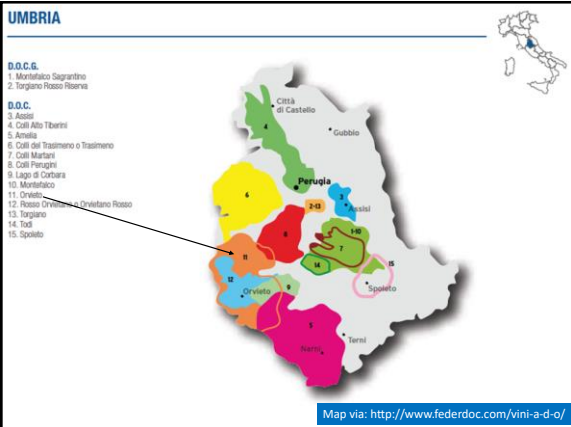 UMBRIA
D.O.C.G.
1. Montefalco Sagrantino
2. Torgiano Rosso Riserva
D.O.C.
3. Assisi
4. Colli Alto Tiberini
5. Amelia
6. Colli del Trasimeno o Trasimeno
7. Colli Martani
8. Colli Perugini
9. Lago di Corbara
10. Montefalco
11. Orvieto
12. Rosso Orvietano o Orvietano Rosso
13. Torgiano
14. Todi
15. Spoleto
Città
di Castello
4
Gubbio
Perugia
6
3
2-13
Assisi
8
1-10
7
11
14
15
12
9
Spoleto
Orvieto
5
Terni
Narni
Map via: http://www.federdoc.com/vini-a-d-o/